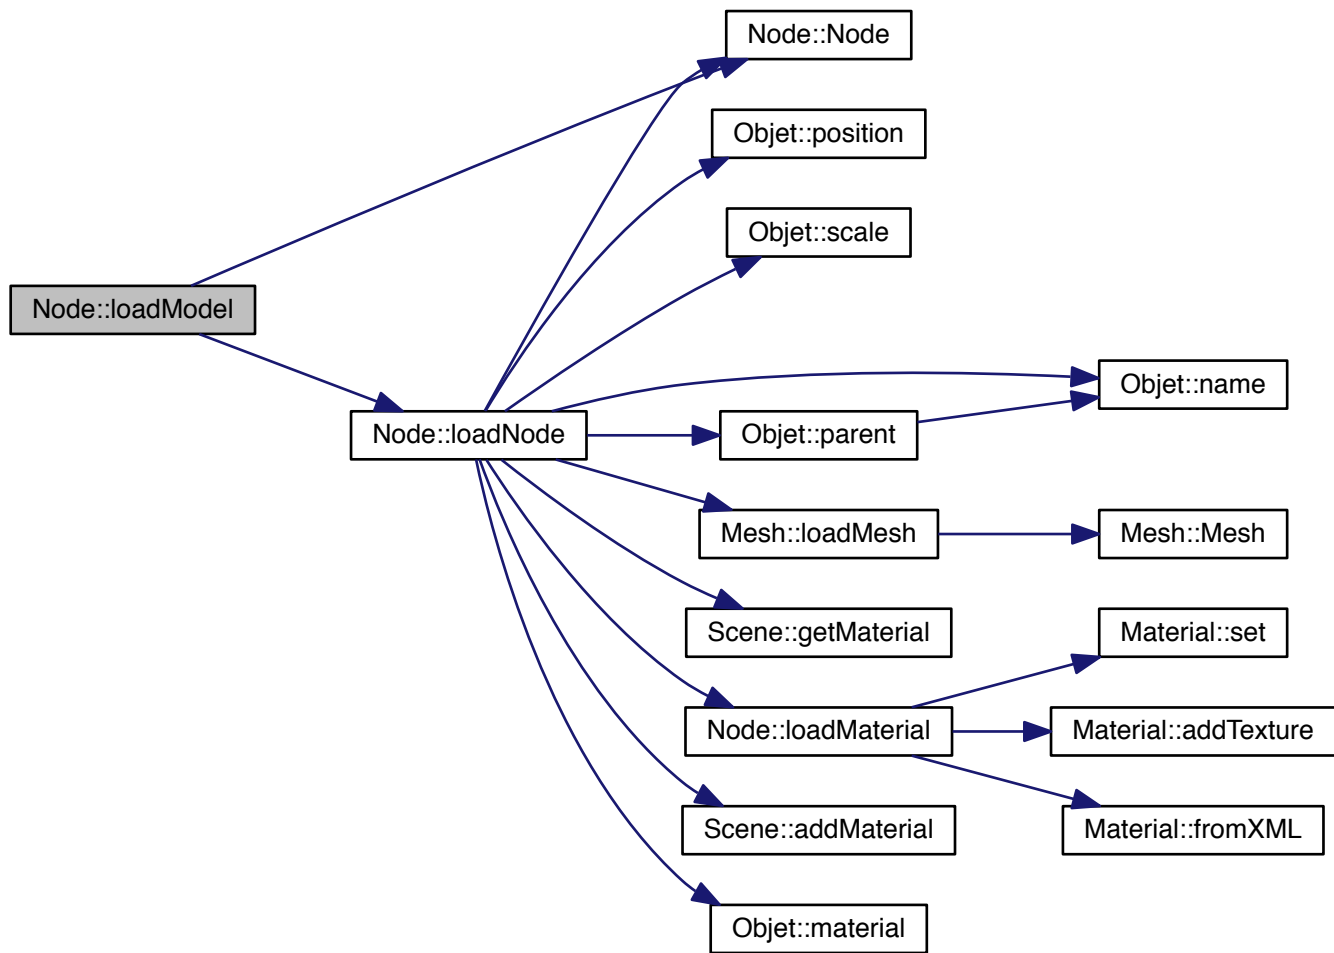 Node::Node
Objet::position
Objet::scale
Node::loadModel
Objet::name
Node::loadNode
Objet::parent
Mesh::loadMesh
Mesh::Mesh
Scene::getMaterial
Material::set
Node::loadMaterial
Material::addTexture
Scene::addMaterial
Material::fromXML
Objet::material